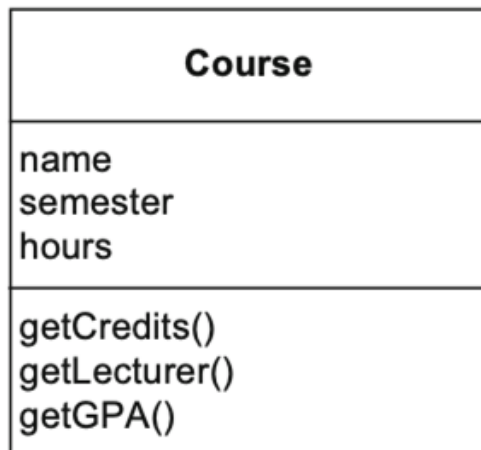 Course
name
semester
hours
getCredits()
getLecturer()
getGPA()